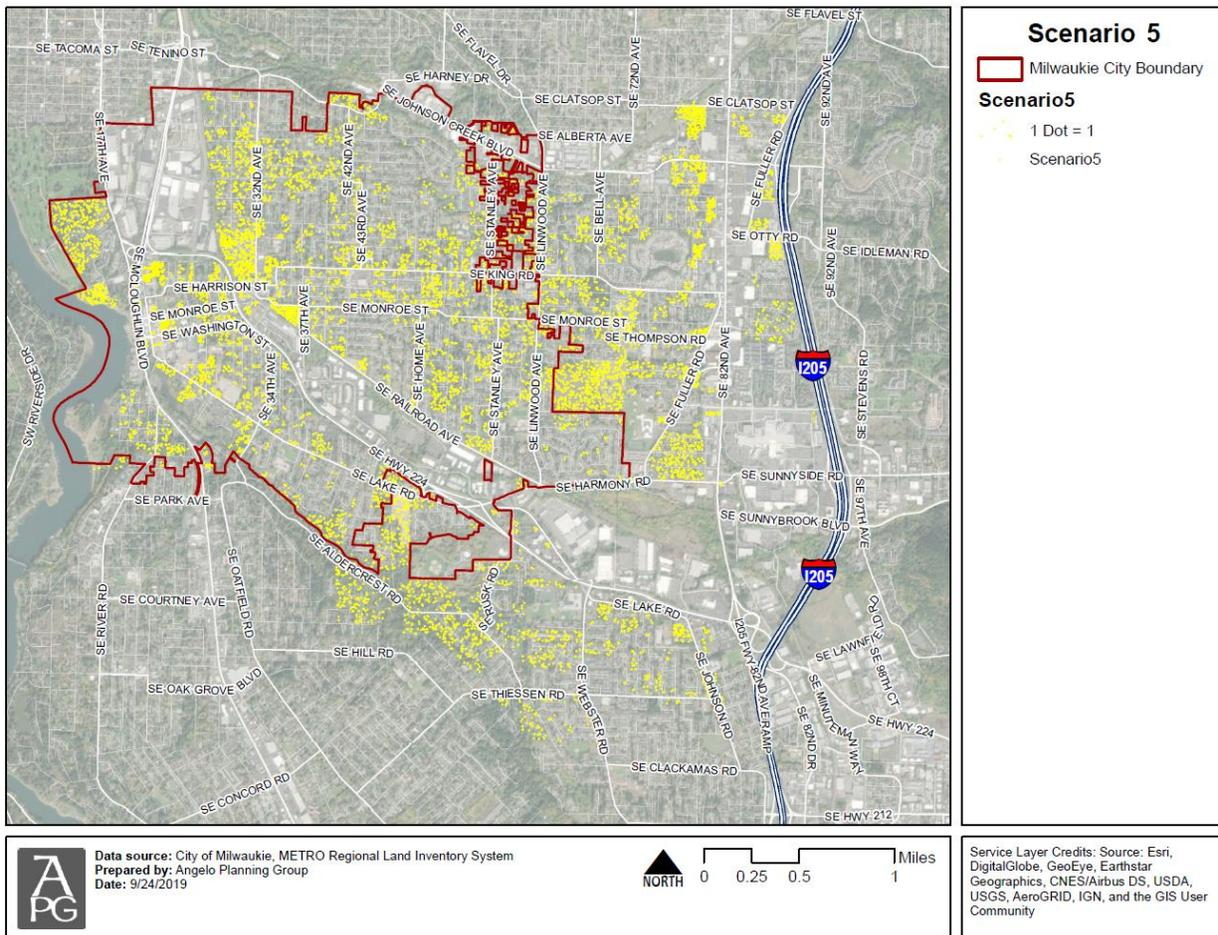 SE FLAVEL ST
SE TACOMA ST
SE TENINO ST
SE FLAVEL DR
SE 72ND AVE
SE 92ND AVE
SE HARNEY DR
SE JOHNSON CREEK BLVD
SE CLATSOP ST
SE CLATSOP ST
SE 17TH AVE
SE ALBERTA AVE
SE FULLER RD
SE 32ND AVE
SE 42ND AVE
SE 43RD AVE
SE STANLEY AVE
SE LINWOOD AVE
SE BELL AVE
SE OTTY RD
SE IDLEMAN RD
SE 92ND AVE
SE MCLOUGHLIN BLVD
SE KING RD
SE HARRISON ST
SE MONROE ST
SE WASHINGTON ST
SE 37TH AVE
SE MONROE ST
SE MONROE ST
SE THOMPSON RD
SW RIVERSIDE DR
SE 34TH AVE
SE HOME AVE
SE STANLEY AVE
SE LINWOOD AVE
SE FULLER RD
SE 82ND AVE
I205
SE STEVENS RD
SE RAILROAD AVE
SE HWY 224
SE LAKE RD
SE HARMONY RD
SE SUNNYSIDE RD
SE PARK AVE
SE SUNNYBROOK BLVD
SE 97TH AVE
SE ALDERCREST RD
I205
SE RIVER RD
SE COURTNEY AVE
SE OATFIELD RD
SE RUSK RD
SE LAKE RD
SE HILL RD
SE OAK GROVE BLVD
SE THIESSEN RD
SE WEBSTER RD
SE JOHNSON RD
I205 FWY-82ND AVE RAMP
SE 98TH CT
SE HWY 224
SE MINUTEMAN WAY
SE 82ND DR
SE CLACKAMAS RD
SE CONCORD RD
SE HWY 212
Scenario 5
Milwaukie City Boundary
Scenario5
1 Dot = 1
Scenario5
APG
Data source: City of Milwaukie, METRO Regional Land Inventory System
Prepared by: Angelo Planning Group
Date: 9/24/2019
NORTH
0 0.25 0.5 1
Miles
Service Layer Credits: Source: Esri,
DigitalGlobe, GeoEye, Earthstar
Geographics, CNES/Airbus DS, USDA,
USGS, AeroGRID, IGN, and the GIS User
Community